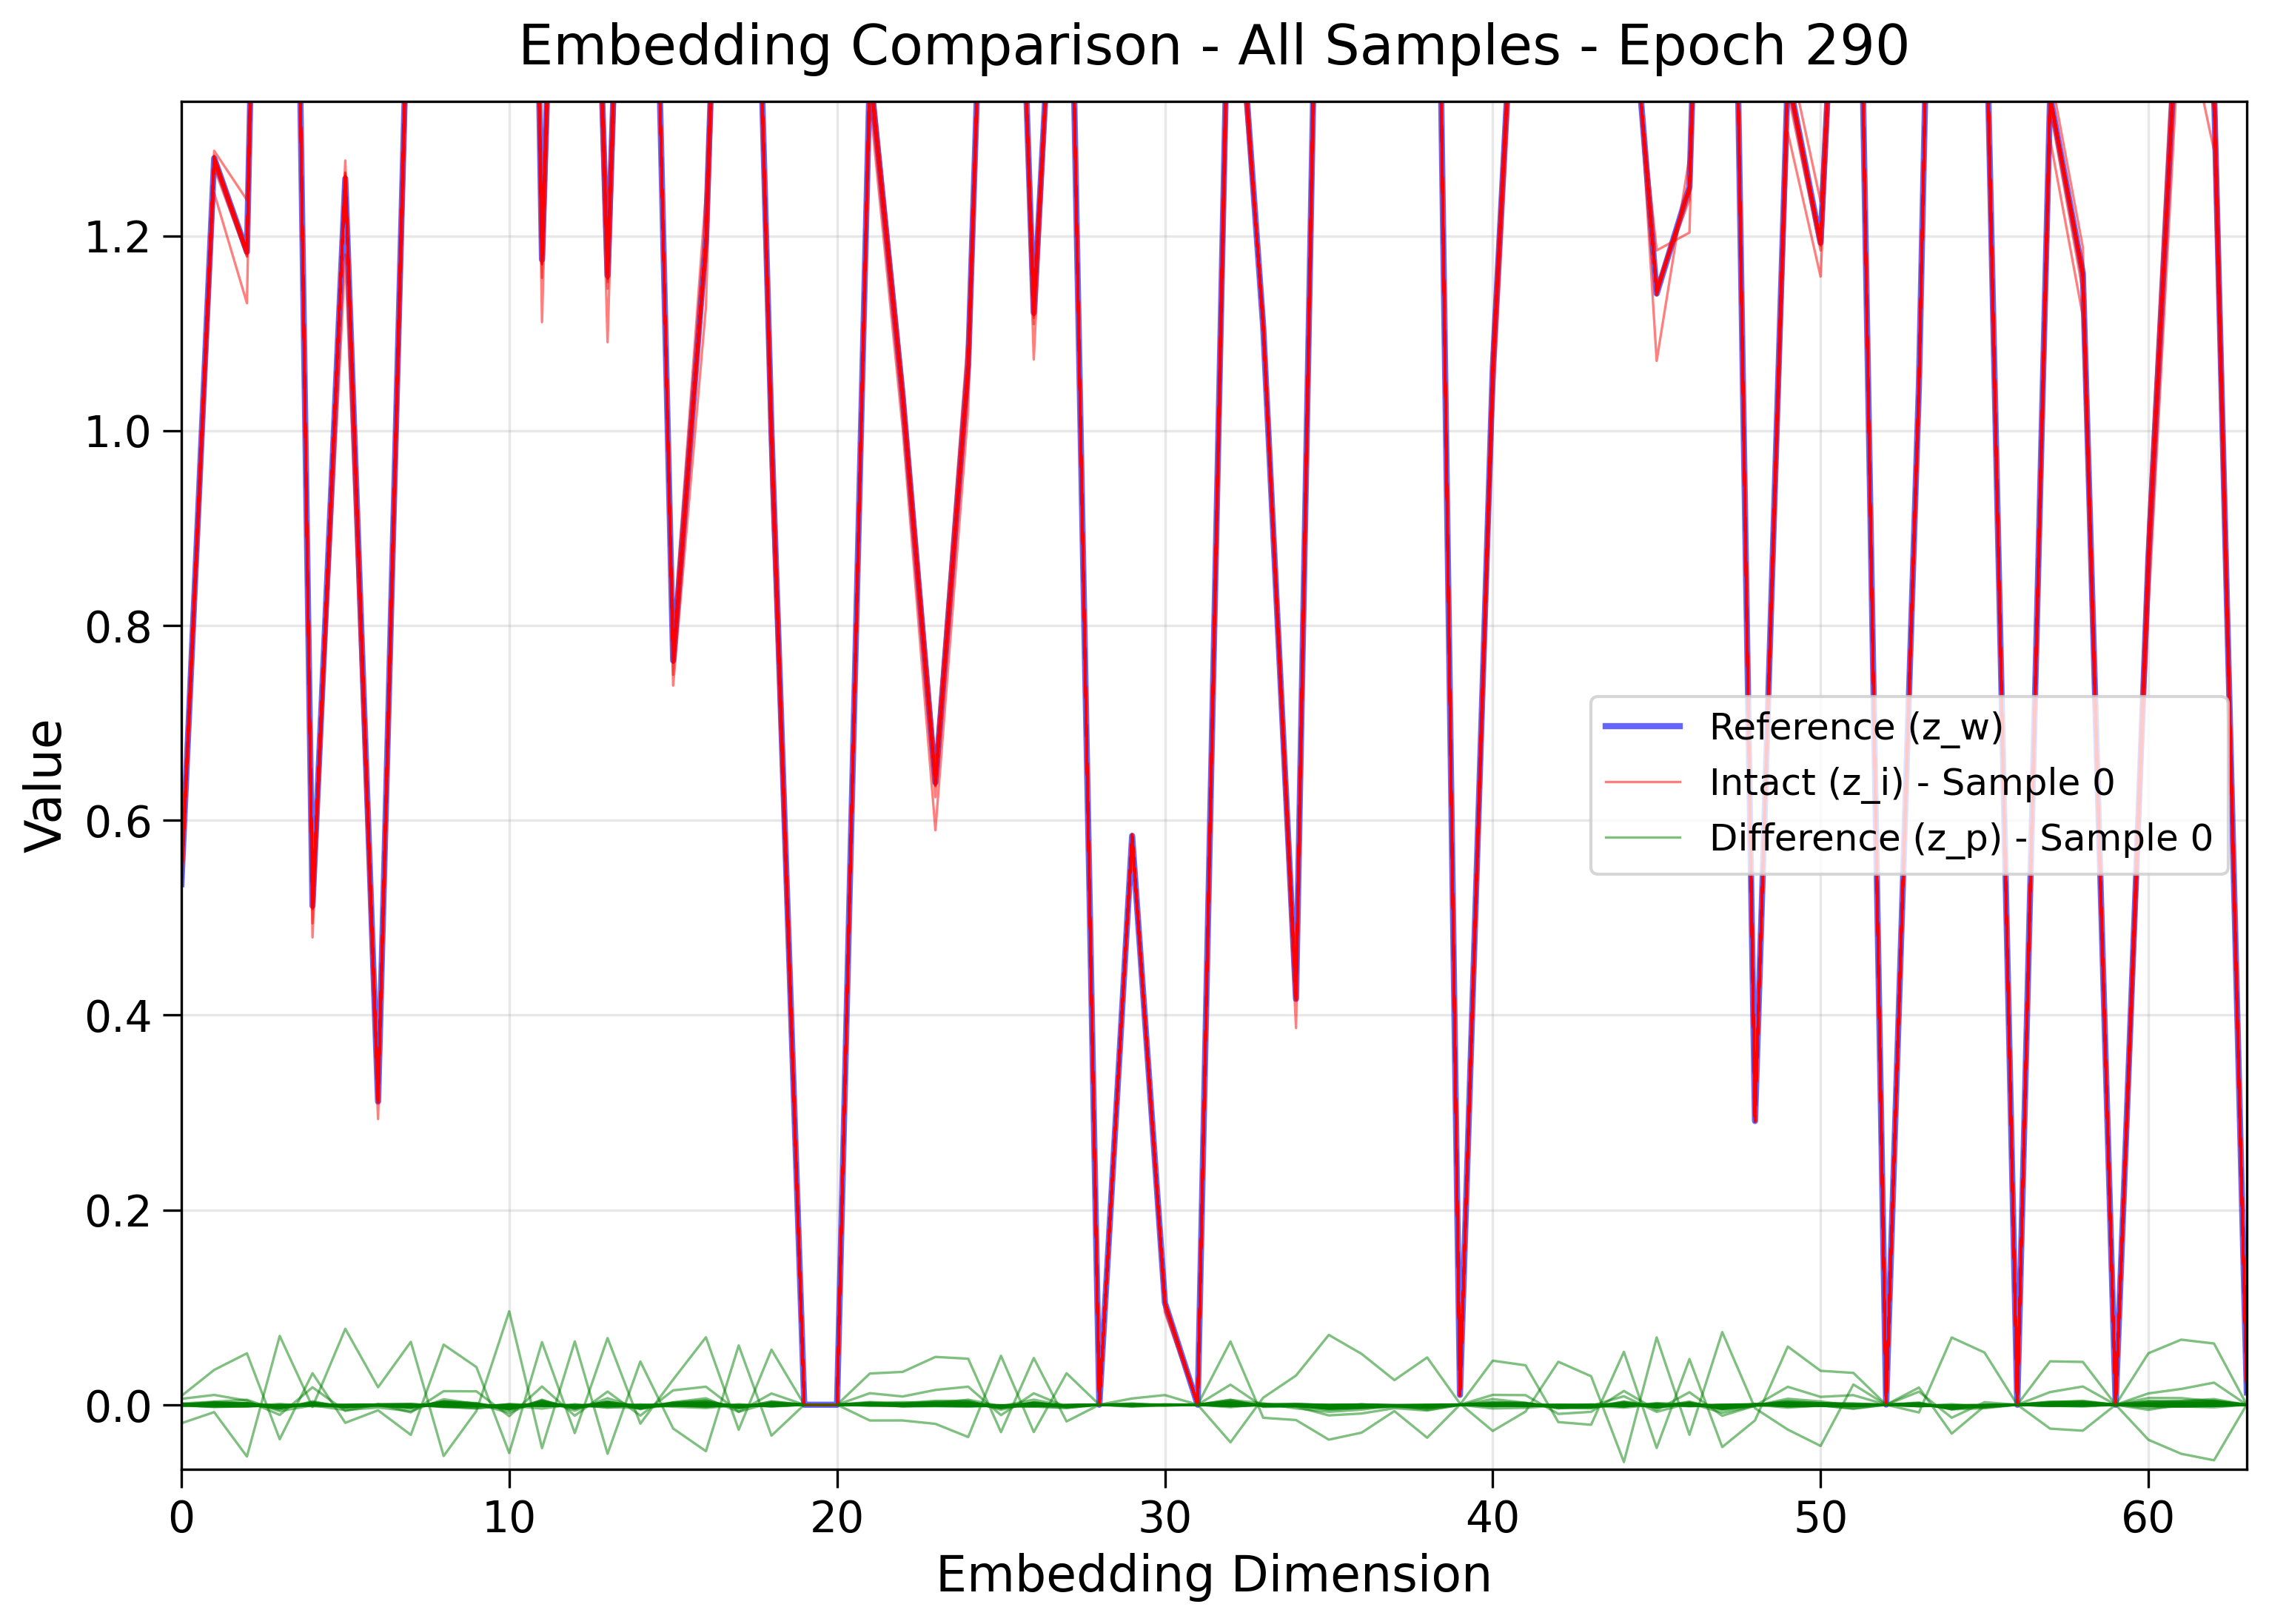 Embedding Comparison - All Samples - Epoch 290
Value
1.2
1.0
0.8
0.6
0.4
0.2
0.0
Reference (z_w)
Intact (z_i) - Sample 0
Difference (z_p) - Sample 0
0 10 20 30 40 50 60
Embedding Dimension